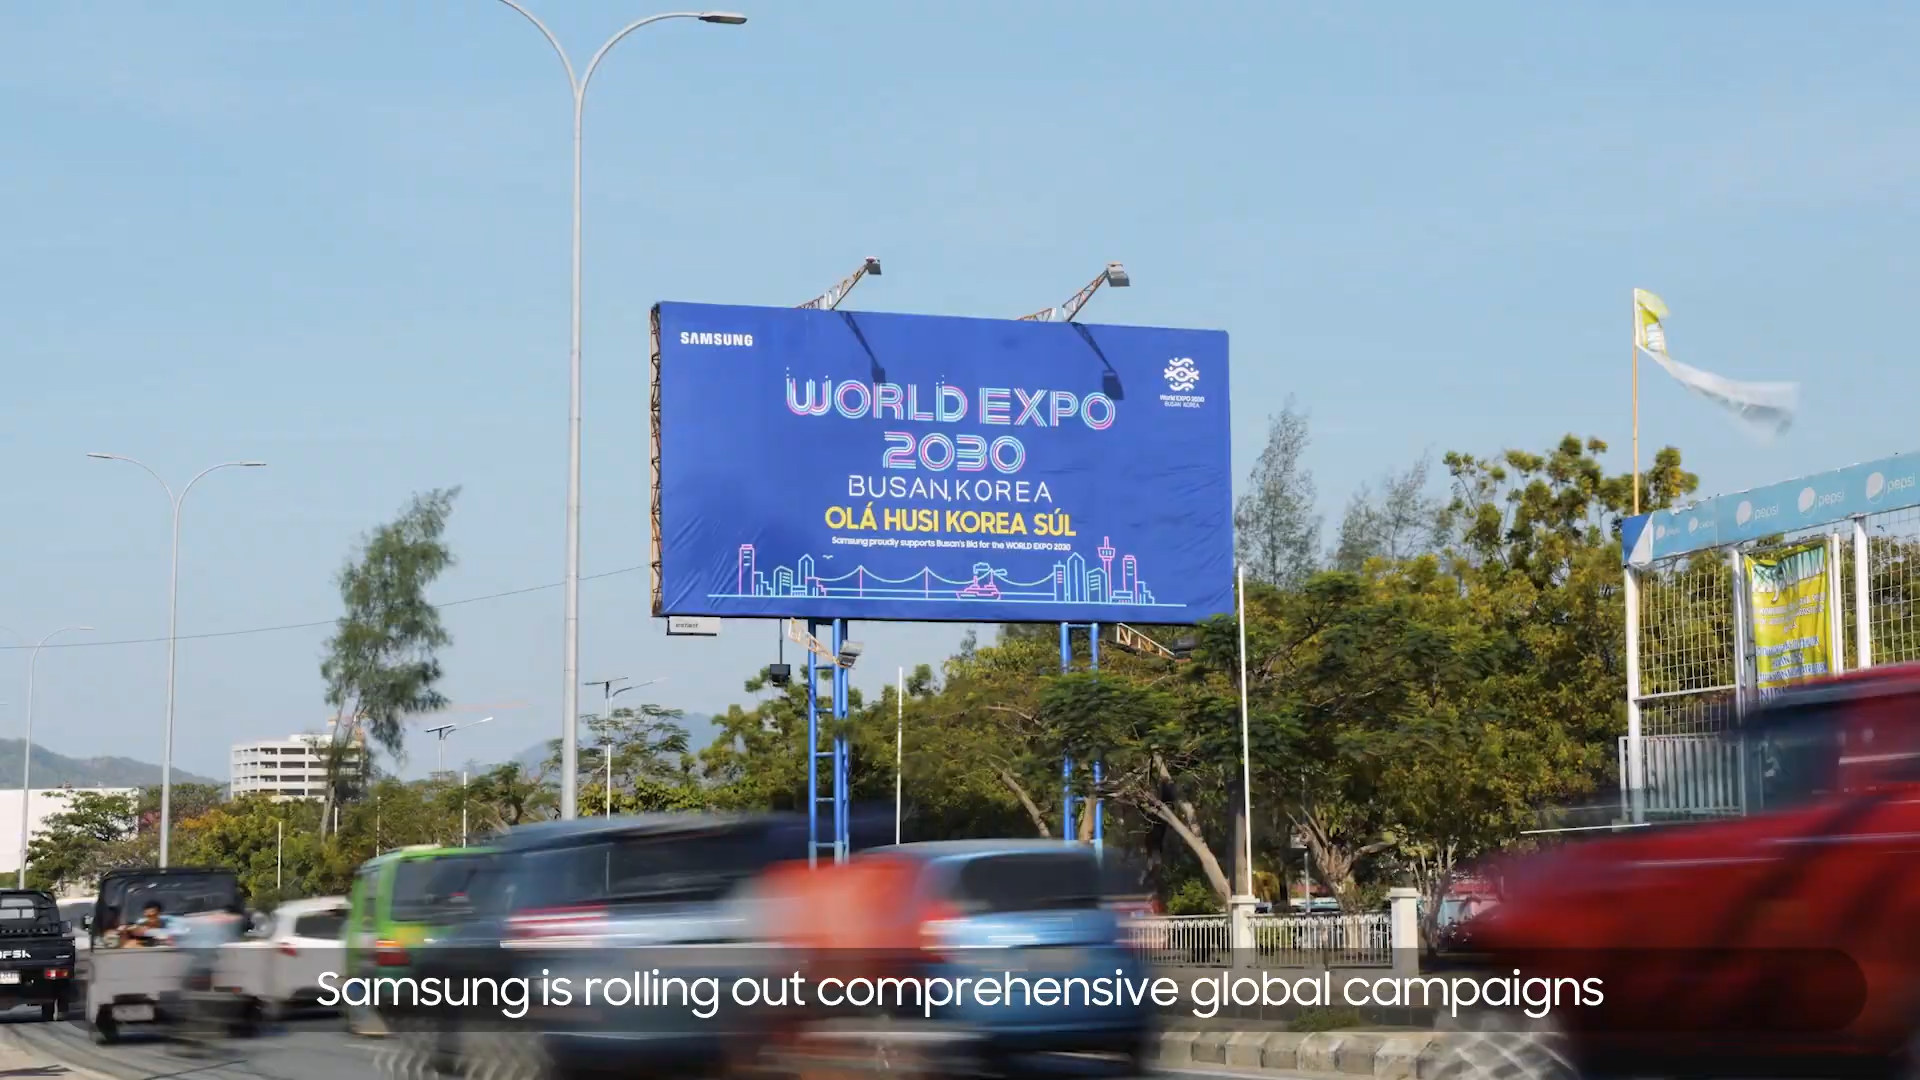 SAMSUNG
WORLD EXPO
2030
BUSAN, KOREA
OLÁ HUSI KOREA SÚL
Samsung proudly supports Busan's Bid for the WORLD EXPO 2030
World EXPO 2030
BUSAN, KOREA
pepsi
pepsi
pepsi
Samsung is rolling out comprehensive global campaigns